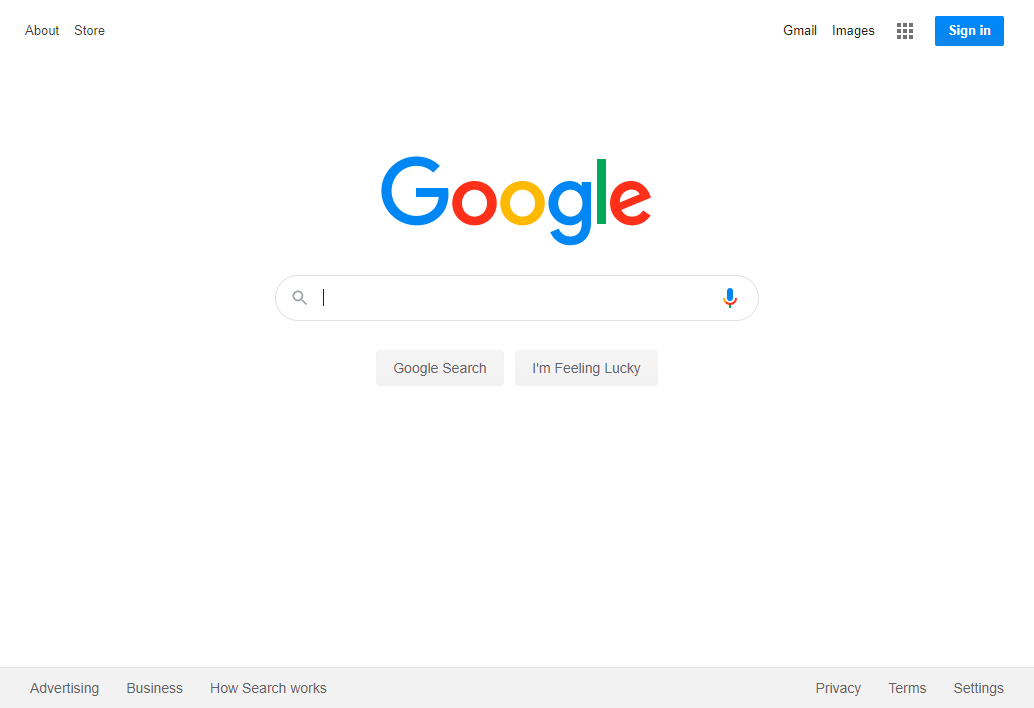 About Store Gmail Images Sign in
Google
Google Search I'm Feeling Lucky
Advertising Business How Search works Privacy Terms Settings